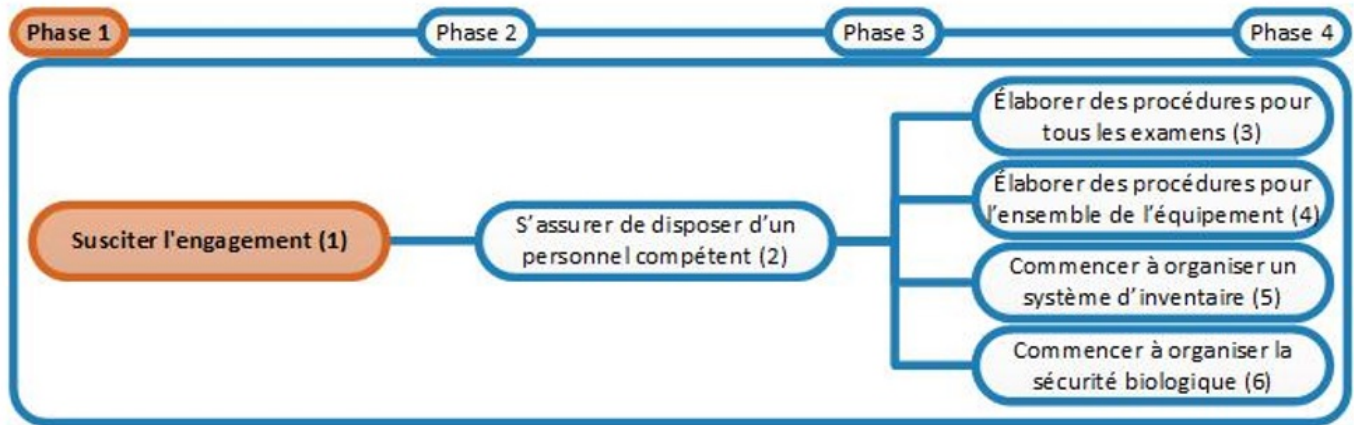 Phase 1
Phase 2
Phase 3
Phase 4
Susciter l'engagement (1)
S'assurer de disposer d'un
personnel compétent (2)
Élaborer des procédures pour
tous les examens (3)
Élaborer des procédures pour
l'ensemble de l'équipement (4)
Commencer à organiser un
système d'inventaire (5)
Commencer à organiser la
sécurité biologique (6)